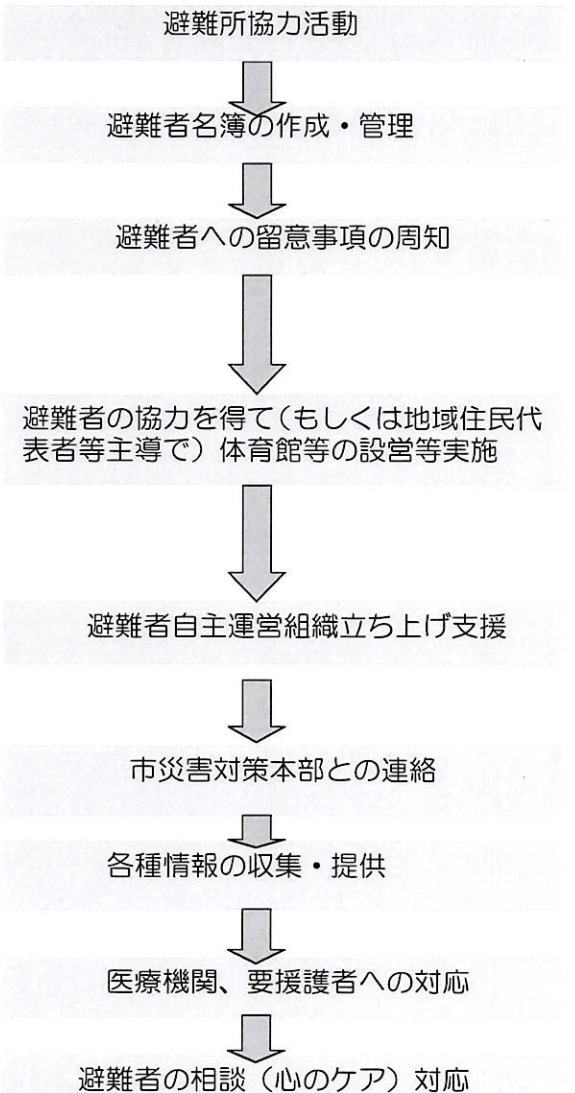 避難所協力活動
避難者名簿の作成・管理
避難者への留意事項の周知
避難者の協力を得て(もしくは地域住民代
表者等主導で)体育館等の設営等実施
避難者自主運営組織立ち上げ支援
市災害対策本部との連絡
各種情報の収集・提供
医療機関、要援護者への対応
避難者の相談(心のケア)対応